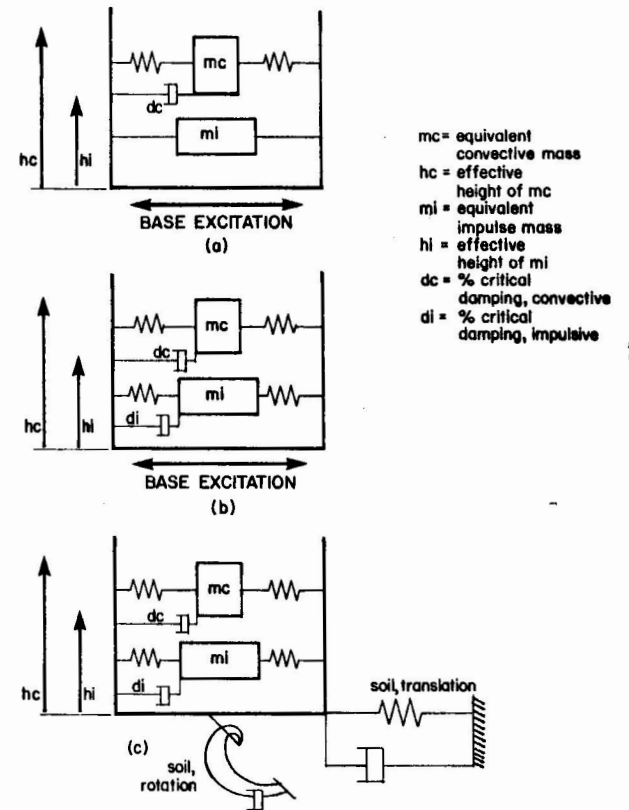 mc
dc
mi
hc
hi
BASE EXCITATION
(a)
mc = equivalent
convective mass
hc = effective
height of mc
mi = equivalent
impulse mass
hi = effective
height of mi
dc = % critical
damping, convective
di = % critical
damping, impulsive
mc
dc
mi
di
hc
hi
BASE EXCITATION
(b)
mc
dc
mi
di
hc
hi
soil, translation
(c)
soil,
rotation